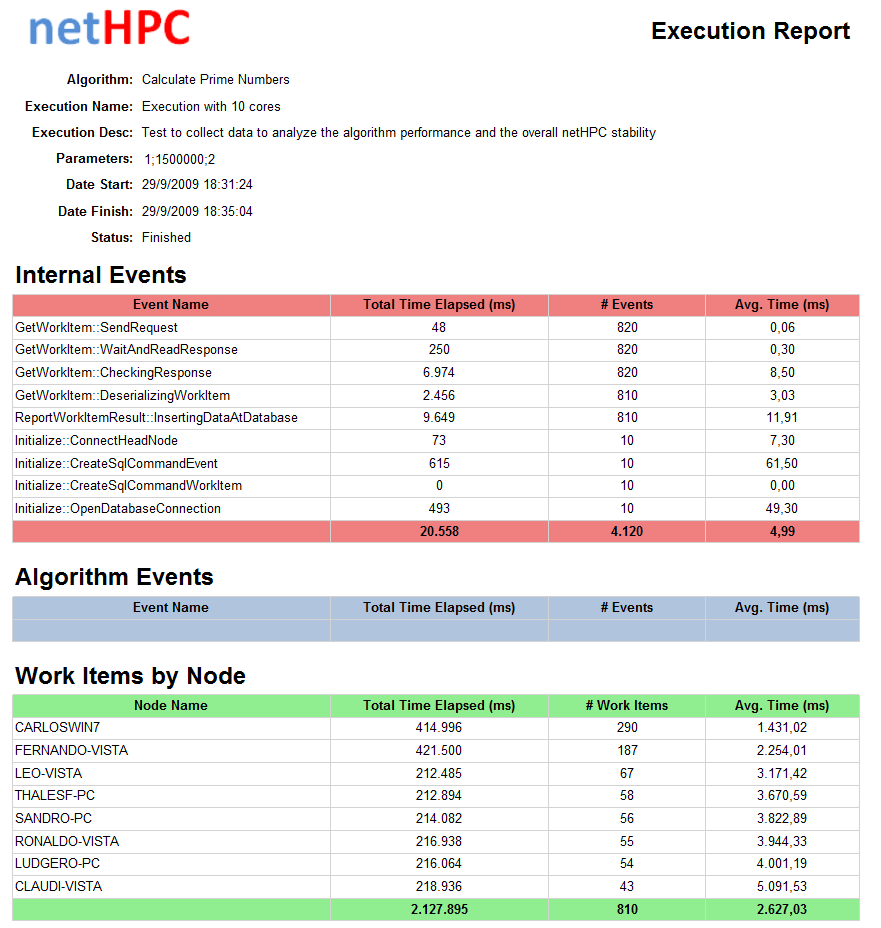 netHPC
Execution Report
Algorithm: Calculate Prime Numbers
Execution Name: Execution with 10 cores
Execution Desc: Test to collect data to analyze the algorithm performance and the overall netHPC stability
Parameters: 1;1500000;2
Date Start: 29/9/2009 18:31:24
Date Finish: 29/9/2009 18:35:04
Status: Finished
Internal Events
Event Name Total Time Elapsed (ms) # Events Avg. Time (ms)
GetWorkItem::SendRequest 48 820 0,06
GetWorkItem::WaitAndReadResponse 250 820 0,30
GetWorkItem::CheckingResponse 6.974 820 8,50
GetWorkItem::DeserializingWorkItem 2.456 810 3,03
ReportWorkItemResult::InsertingDataAtDatabase 9.649 810 11,91
Initialize::ConnectHeadNode 73 10 7,30
Initialize::CreateSqlCommandEvent 615 10 61,50
Initialize::CreateSqlCommandWorkItem 0 10 0,00
Initialize::OpenDatabaseConnection 493 10 49,30
20.558 4.120 4,99
Algorithm Events
Event Name Total Time Elapsed (ms) # Events Avg. Time (ms)
Work Items by Node
Node Name Total Time Elapsed (ms) # Work Items Avg. Time (ms)
CARLOSWIN7 414.996 290 1.431,02
FERNANDO-VISTA 421.500 187 2.254,01
LEO-VISTA 212.485 67 3.171,42
THALESF-PC 212.894 58 3.670,59
SANDRO-PC 214.082 56 3.822,89
RONALDO-VISTA 216.938 55 3.944,33
LUDGERO-PC 216.064 54 4.001,19
CLAUDI-VISTA 218.936 43 5.091,53
2.127.895 810 2.627,03